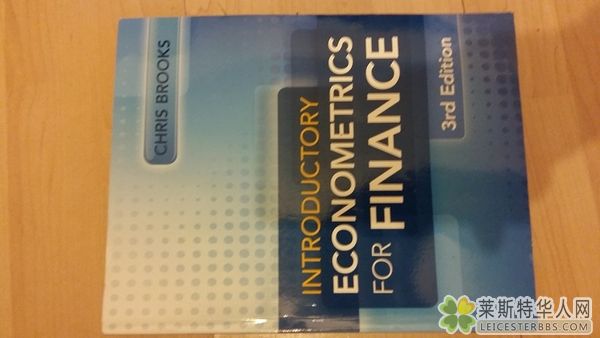 CHRIS BROOKS
INTRODUCTORY
ECONOMETRICS
FOR FINANCE
3rd Edition
莱斯特华人网
LEICESTERBBS.COM